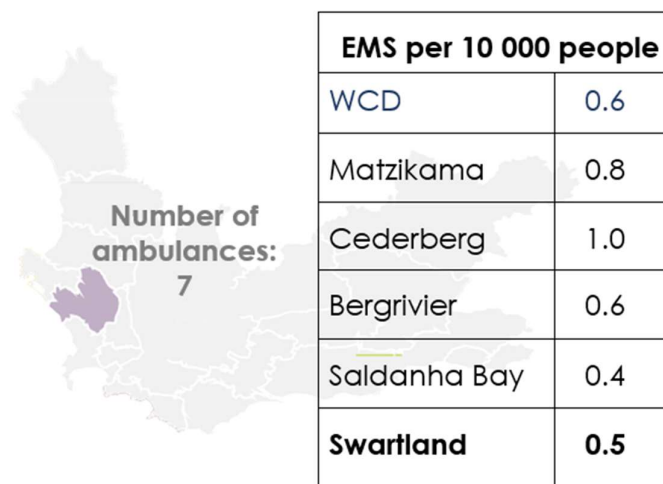 Number of
ambulances:
7
EMS per 10 000 people
WCD 0.6
Matzikama 0.8
Cederberg 1.0
Bergrivier 0.6
Saldanha Bay 0.4
Swartland 0.5